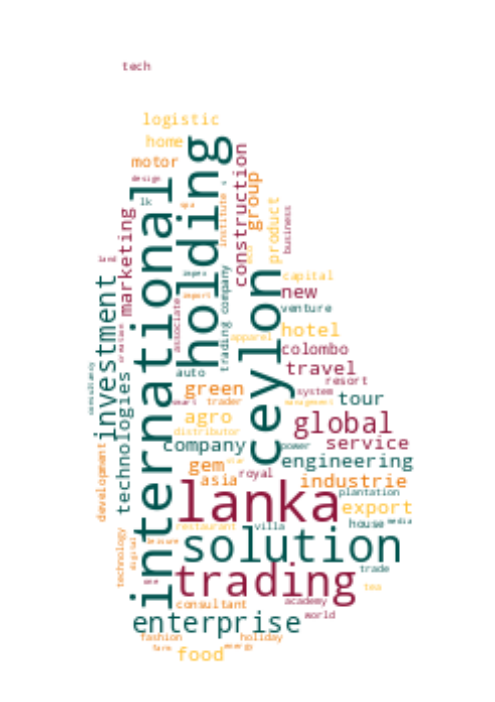 tech
logistic
home
holding
motor
construction
design
international
group
institute
lk
spa
product
marketing
business
land
trading company
ceylon
impro
capital
investment
import
new
venture
associate
hotel
apparel
colombo
travel
auto
technologies
resort
green
system
consultancy
smart
trader
management
tour
agro
global
distributor
company
power
service
development
gem
engineering
asia
royal
industrie
lanka
plantation
export
restaurant
villa
house
media
technology
digital
solution
leisure
trade
one
trading
tea
consultant
academy
enterprise
world
fashion
holiday
farm
energy
food